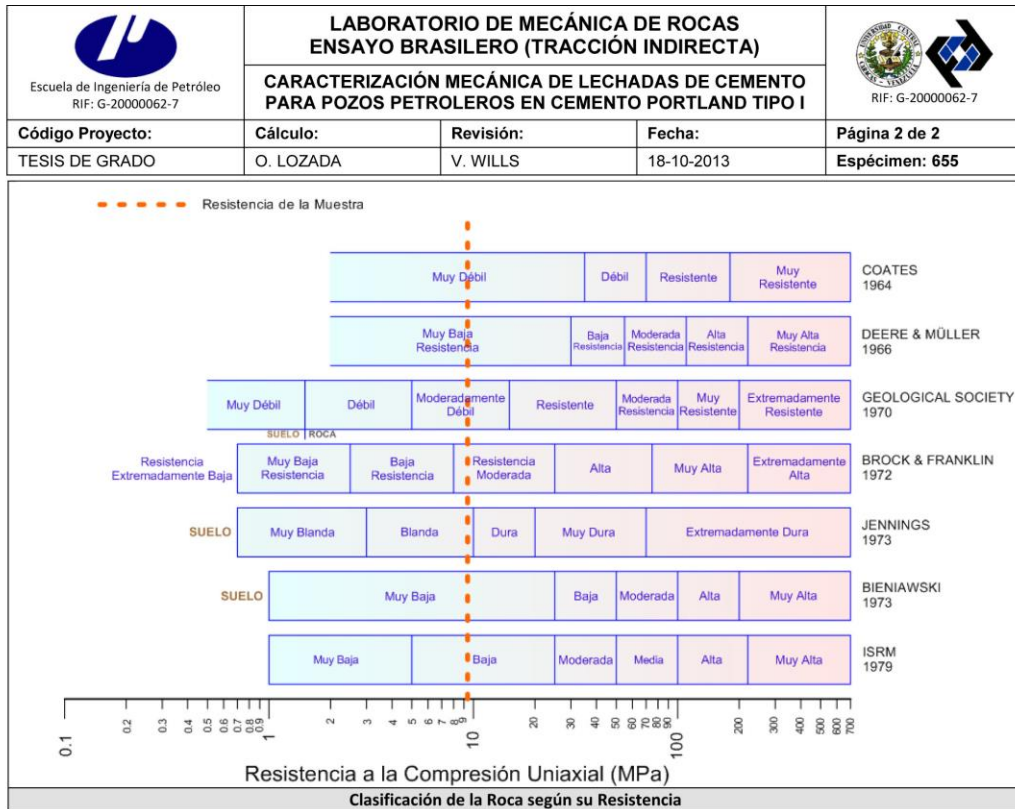 LABORATORIO DE MECÁNICA DE ROCAS
ENSAYO BRASILERO (TRACCIÓN INDIRECTA)
CARACTERIZACIÓN MECÁNICA DE LECHADAS DE CEMENTO
PARA POZOS PETROLEROS EN CEMENTO PORTLAND TIPO I
Escuela de Ingeniería de Petróleo
RIF: G-20000062-7
RIF: G-20000062-7
Código Proyecto: Cálculo: Revisión: Fecha: Página 2 de 2
TESIS DE GRADO O. LOZADA V. WILLS 18-10-2013 Espécimen: 655
Resistencia de la Muestra
Muy Débil Débil Resistente Muy
Resistente
COATES
1964
Muy Baja
Resistencia
Baja
Resistencia
Moderada
Resistencia
Alta
Resistencia
Muy Alta
Resistencia
DEERE & MÜLLER
1966
Muy Débil Débil Moderadamente
Débil
Resistente
Moderada
Resistencia
Muy
Resistente
Extremadamente
Resistente
GEOLOGICAL SOCIETY
1970
SUELO ROCA
Resistencia
Extremadamente Baja
Muy Baja
Resistencia
Baja
Resistencia
Resistencia
Moderada
Alta Muy Alta Extremadamente
Alta
BROCK & FRANKLIN
1972
SUELO Muy Blanda Blanda Dura Muy Dura Extremadamente Dura
JENNINGS
1973
SUELO Muy Baja Baja Moderada Alta Muy Alta
BIENIAWSKI
1973
Muy Baja Baja Moderada Media Alta Muy Alta
ISRM
1979
0.1 0.2 0.3 0.4 0.5 0.6 0.7 0.8 0.9 1 2 3 4 5 6 7 8 9 10 20 30 40 50 60 70 80 90 100 200 300 400 500 600 700
Resistencia a la Compresión Uniaxial (MPa)
Clasificación de la Roca según su Resistencia